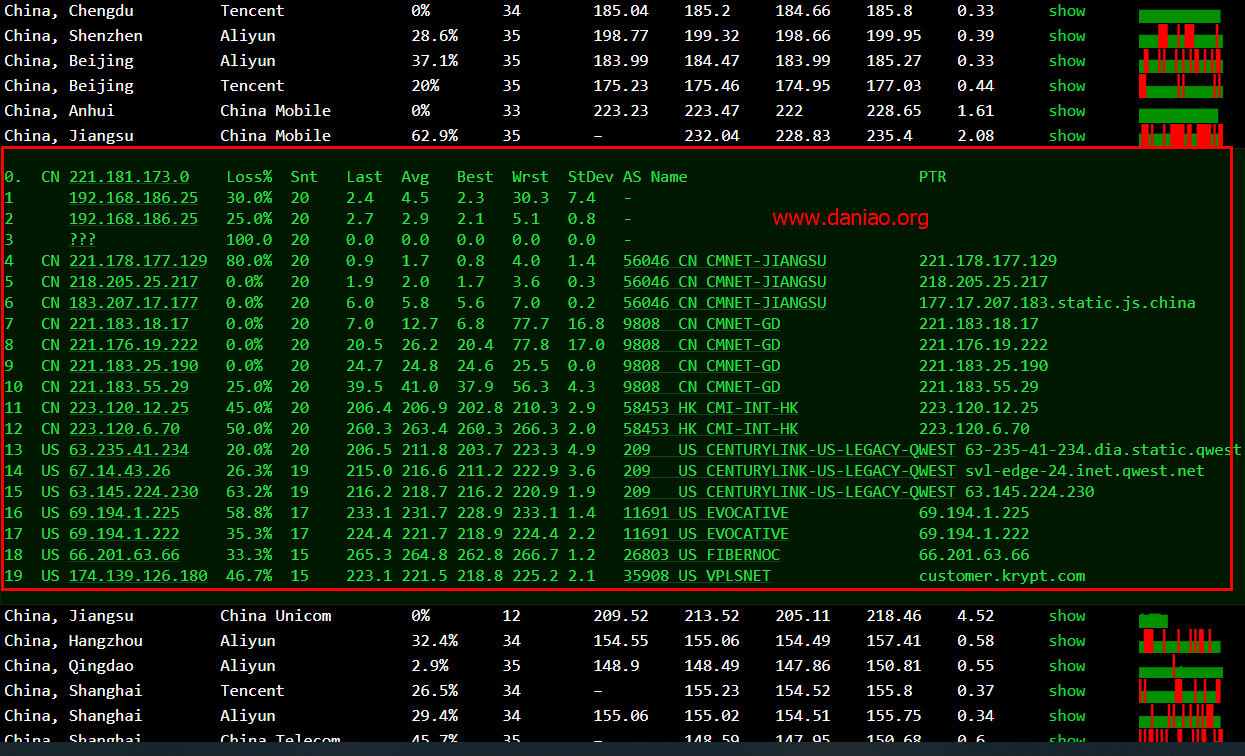 China, Chengdu Tencent 0% 34 185.04 185.2 184.66 185.8 0.33 show
China, Shenzhen Aliyun 28.6% 35 198.77 199.32 198.66 199.95 0.39 show
China, Beijing Aliyun 37.1% 35 183.99 184.47 183.99 185.27 0.33 show
China, Beijing Tencent 20% 35 175.23 175.46 174.95 177.03 0.44 show
China, Anhui China Mobile 0% 33 223.23 223.47 222 228.65 1.61 show
China, Jiangsu China Mobile 62.9% 35 – 232.04 228.83 235.4 2.08 show
0. CN 221.181.173.0 Loss% Snt Last Avg Best Wrst StDev AS Name PTR
1 192.168.186.25 30.0% 20 2.4 4.5 2.3 30.3 7.4 -
2 192.168.186.25 25.0% 20 2.7 2.9 2.1 5.1 0.8 -
www.daniao.org
3 ??? 100.0 20 0.0 0.0 0.0 0.0 0.0 -
4 CN 221.178.177.129 80.0% 20 0.9 1.7 0.8 4.0 1.4 56046 CN CMNET-JIANGSU 221.178.177.129
5 CN 218.205.25.217 0.0% 20 1.9 2.0 1.7 3.6 0.3 56046 CN CMNET-JIANGSU 218.205.25.217
6 CN 183.207.17.177 0.0% 20 6.0 5.8 5.6 7.0 0.2 56046 CN CMNET-JIANGSU 177.17.207.183.static.js.china
7 CN 221.183.18.17 0.0% 20 7.0 12.7 6.8 77.7 16.8 9808 CN CMNET-GD 221.183.18.17
8 CN 221.176.19.222 0.0% 20 20.5 26.2 20.4 77.8 17.0 9808 CN CMNET-GD 221.176.19.222
9 CN 221.183.25.190 0.0% 20 24.7 24.8 24.6 25.5 0.0 9808 CN CMNET-GD 221.183.25.190
10 CN 221.183.55.29 25.0% 20 39.5 41.0 37.9 56.3 4.3 9808 CN CMNET-GD 221.183.55.29
11 CN 223.120.12.25 45.0% 20 206.4 206.9 202.8 210.3 2.9 58453 HK CMI-INT-HK 223.120.12.25
12 CN 223.120.6.70 50.0% 20 260.3 263.4 260.3 266.3 2.0 58453 HK CMI-INT-HK 223.120.6.70
13 US 63.235.41.234 20.0% 20 206.5 211.8 203.7 223.3 4.9 209 US CENTURYLINK-US-LEGACY-QWEST 63-235-41-234.dia.static.qwest
14 US 67.14.43.26 26.3% 19 215.0 216.6 211.2 222.9 3.6 209 US CENTURYLINK-US-LEGACY-QWEST svl-edge-24.inet.qwest.net
15 US 63.145.224.230 63.2% 19 216.2 218.7 216.2 220.9 1.9 209 US CENTURYLINK-US-LEGACY-QWEST 63.145.224.230
16 US 69.194.1.225 58.8% 17 233.1 231.7 228.9 233.1 1.4 11691 US EVOCATIVE 69.194.1.225
17 US 69.194.1.222 35.3% 17 224.4 221.7 218.9 224.4 2.2 11691 US EVOCATIVE 69.194.1.222
18 US 66.201.63.66 33.3% 15 265.3 264.8 262.8 266.7 1.2 26803 US FIBERNOC 66.201.63.66
19 US 174.139.126.180 46.7% 15 223.1 221.5 218.8 225.2 2.1 35908 US VPLSNET customer.krypt.com
China, Jiangsu China Unicom 0% 12 209.52 213.52 205.11 218.46 4.52 show
China, Hangzhou Aliyun 32.4% 34 154.55 155.06 154.49 157.41 0.58 show
China, Qingdao Aliyun 2.9% 35 148.9 148.49 147.86 150.81 0.55 show
China, Shanghai Tencent 26.5% 34 – 155.23 154.52 155.8 0.37 show
China, Shanghai Aliyun 29.4% 34 155.06 155.02 154.51 155.75 0.34 show
China, Shanghai China Telecom 45.7% 35 – 148.59 147.95 150.68 0.6 show